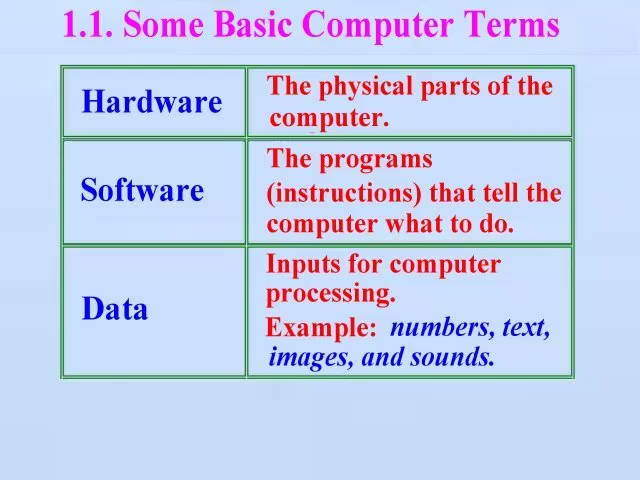 1.1. Some Basic Computer Terms
Hardware
The physical parts of the
computer.
Software
The programs
(instructions) that tell the
computer what to do.
Data
Inputs for computer
processing.
Example: numbers, text,
images, and sounds.